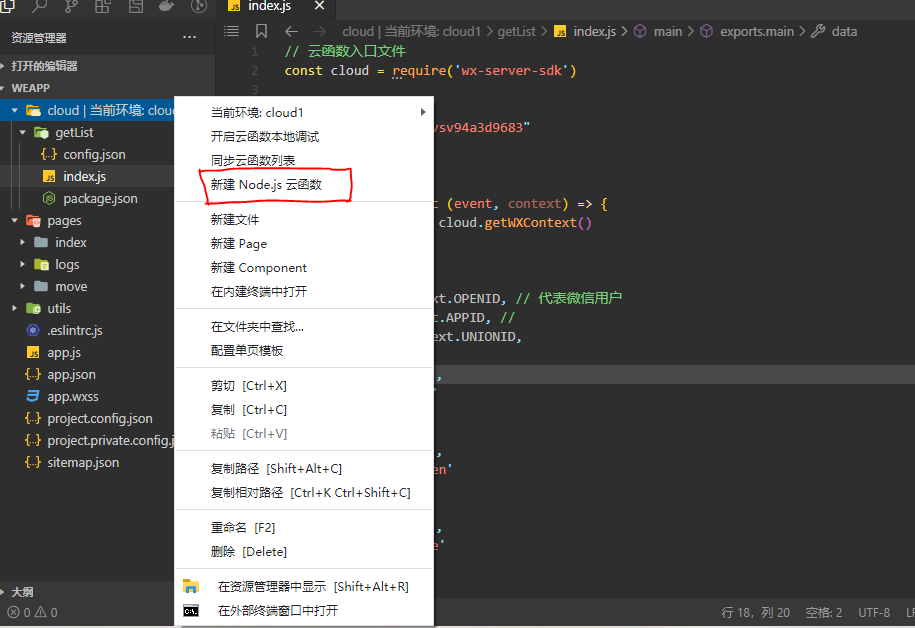 index.js
资源管理器
cloud | 当前环境: cloud1 > getList > index.js > main > exports.main > data
打开的编辑器
WEAPP
cloud | 当前环境: clou
getList
config.json
index.js
package.json
pages
index
logs
move
utils
.eslintrc.js
app.js
app.json
app.wxss
project.config.json
project.private.config.j
sitemap.json
大纲
0 0
当前环境: cloud1
开启云函数本地调试
同步云函数列表
新建 Node.js 云函数
新建文件
新建 Page
新建 Component
在内建终端中打开
在文件夹中查找...
配置单页模板
剪切 [Ctrl+X]
复制 [Ctrl+C]
粘贴 [Ctrl+V]
复制路径 [Shift+Alt+C]
复制相对路径 [Ctrl+K Ctrl+Shift+C]
重命名 [F2]
删除 [Delete]
在资源管理器中显示 [Shift+Alt+R]
在外部终端窗口中打开
1 // 云函数入口文件
2 const cloud = require('wx-server-sdk')
3
vsv94a3d9683"
(event, context) => {
cloud.getWXContext()
xt.OPENID, // 代表微信用户
t.APPID, //
ext.UNIONID,
,
,
en'
,
e'
行 18，列 20 空格: 2 UTF-8 LF